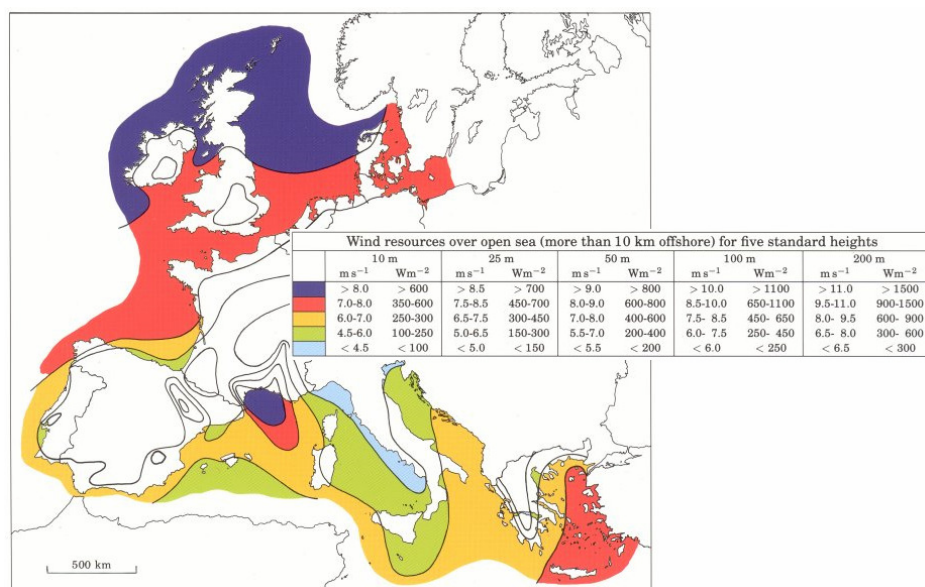 Wind resources over open sea (more than 10 km offshore) for five standard heights
10 m 25 m 50 m 100 m 200 m
m s⁻¹ Wm⁻² m s⁻¹ Wm⁻² m s⁻¹ Wm⁻² m s⁻¹ Wm⁻² m s⁻¹ Wm⁻²
> 8.0 > 600 > 8.5 > 700 > 9.0 > 800 > 10.0 > 1100 > 11.0 > 1500
7.0-8.0 350-600 7.5-8.5 450-700 8.0-9.0 600-800 8.5-10.0 650-1100 9.5-11.0 900-1500
6.0-7.0 250-300 6.5-7.5 300-450 7.0-8.0 400-600 7.5- 8.5 450- 650 8.0- 9.5 600- 900
4.5-6.0 100-250 5.0-6.5 150-300 5.5-7.0 200-400 6.0- 7.5 250- 450 6.5- 8.0 300- 600
< 4.5 < 100 < 5.0 < 150 < 5.5 < 200 < 6.0 < 250 < 6.5 < 300
500 km